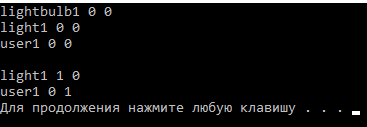 lightbulb1 0 0
light1 0 0
user1 0 0
light1 1 0
user1 0 1
Для продолжения нажмите любую клавишу . . .